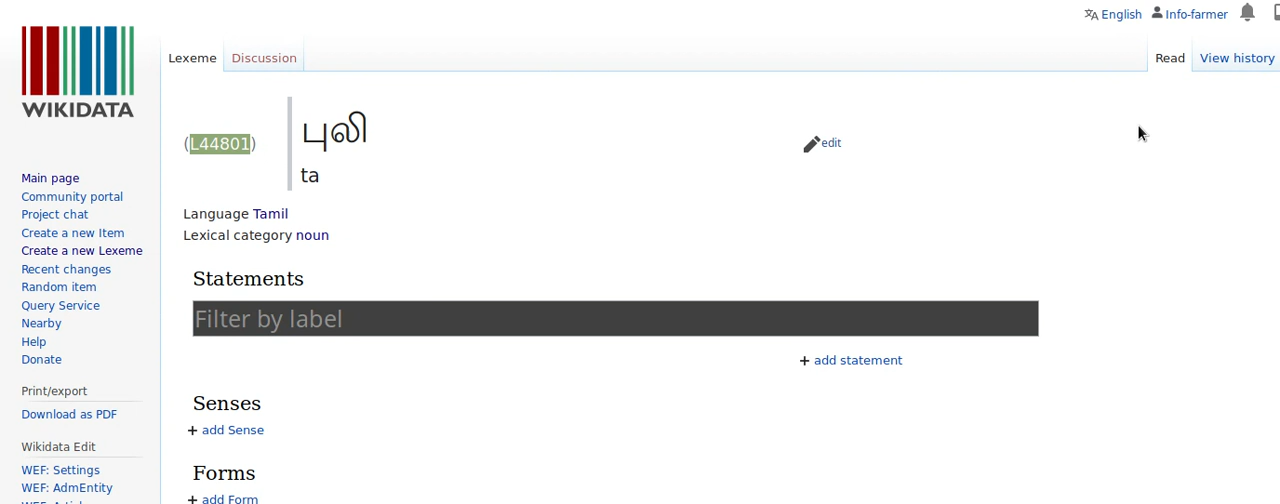 English Info-farmer
WIKIDATA
Lexeme Discussion Read View history
(L44801) புலி edit
ta
Language Tamil
Lexical category noun
Statements
Filter by label
+ add statement
Senses
+ add Sense
Forms
+ add Form
Main page
Community portal
Project chat
Create a new Item
Create a new Lexeme
Recent changes
Random item
Query Service
Nearby
Help
Donate
Print/export
Download as PDF
Wikidata Edit
WEF: Settings
WEF: AdmEntity